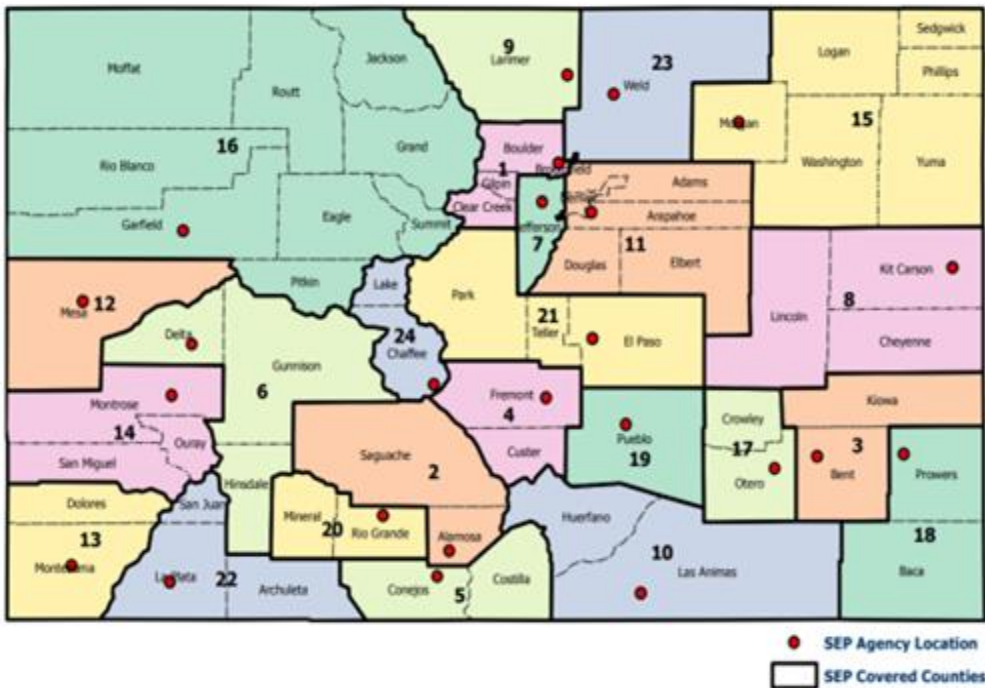 9
Larimer
Sedgwick
Logan
Jackson
Moffat
23
Phillips
Weld
Routt
Morgan
15
16
Grand
Boulder
Rio Blanco
1
Washington
Yuma
Gilpin
Adams
Clear Creek
Eagle
Summit
Arapahoe
Garfield
Jefferson
7
11
Douglas
Elbert
Kit Carson
Pitkin
Lake
Park
8
12
Mesa
Lincoln
21
Teller
24
El Paso
Delta
Chaffee
Cheyenne
Gunnison
6
Fremont
Kiowa
Montrose
4
Crowley
14
Ouray
Pueblo
San Miguel
Custer
19
17
3
Saguache
2
Otero
Bent
Prowers
Hinsdale
Dolores
San Juan
Mineral
Huerfano
20
Rio Grande
Alamosa
13
18
10
Montezuma
La Plata
22
Las Animas
Baca
Archuleta
Conejos
5
Costilla
SEP Agency Location
SEP Covered Counties